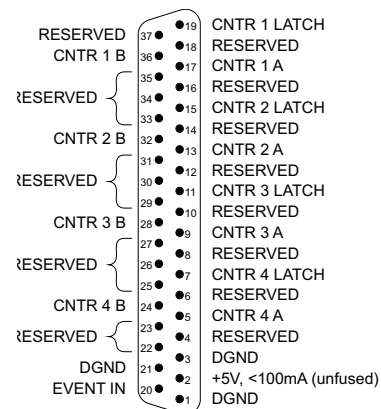 19 CNTR 1 LATCH
RESERVED 37
18 RESERVED
CNTR 1 B 36
17 CNTR 1 A
35
16 RESERVED
RESERVED 34
15 CNTR 2 LATCH
33
14 RESERVED
CNTR 2 B 32
13 CNTR 2 A
31
12 RESERVED
RESERVED 30
11 CNTR 3 LATCH
29
10 RESERVED
CNTR 3 B 28
9 CNTR 3 A
27
8 RESERVED
RESERVED 26
7 CNTR 4 LATCH
25
6 RESERVED
CNTR 4 B 24
5 CNTR 4 A
23
RESERVED
4 RESERVED
22
3 DGND
DGND 21
2 +5V, <100mA (unfused)
EVENT IN 20
1 DGND